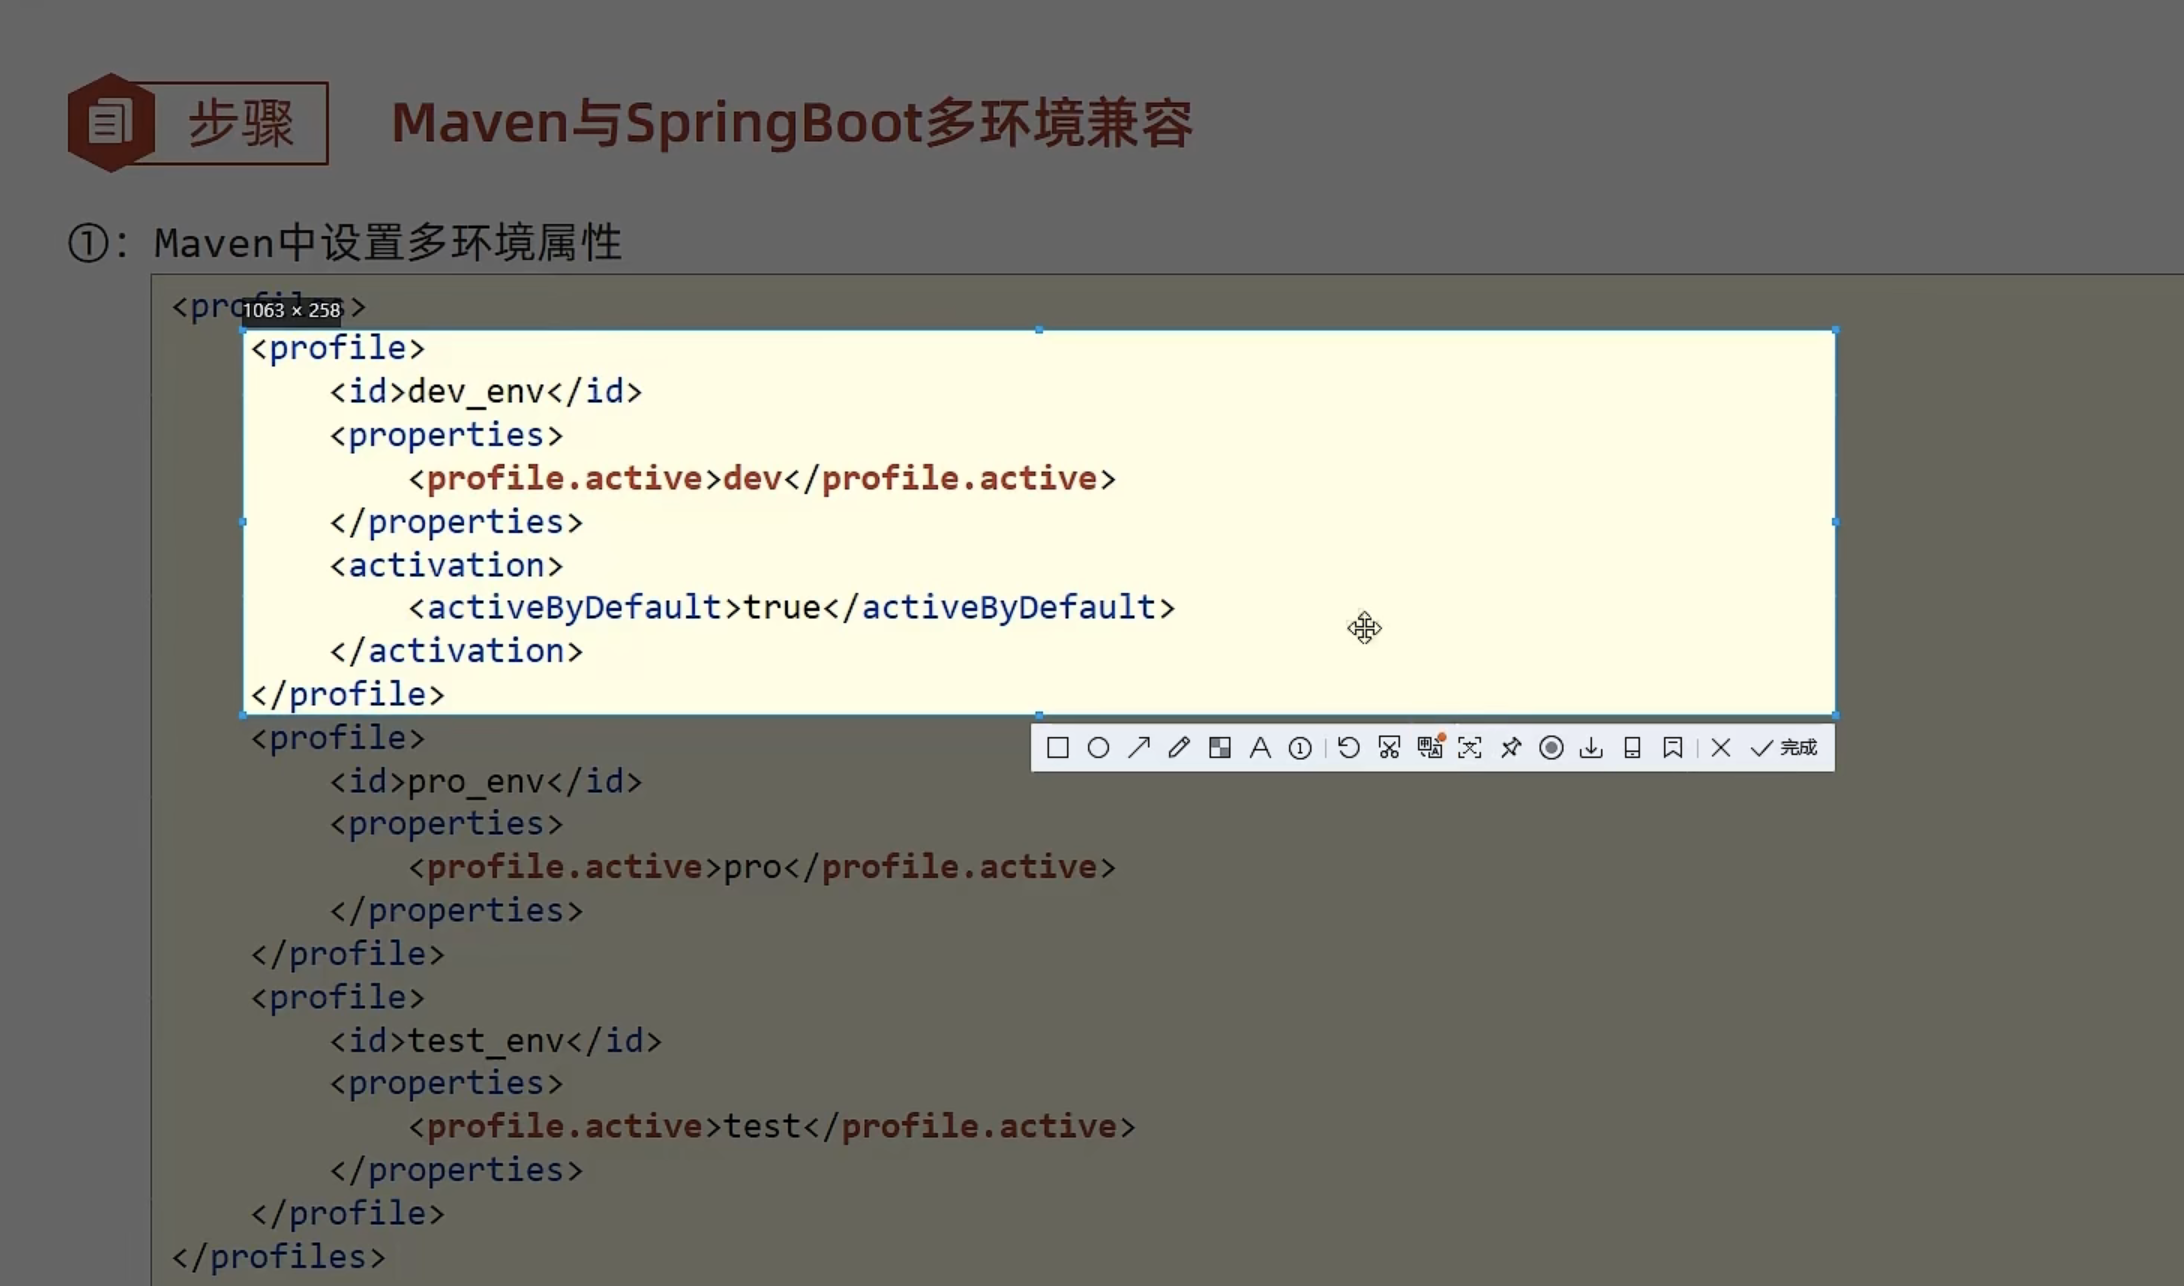 步骤
Maven与SpringBoot多环境兼容
①：Maven中设置多环境属性
1063 × 258
<profile>
<id>dev_env</id>
<properties>
<profile.active>dev</profile.active>
</properties>
<activation>
<activeByDefault>true</activeByDefault>
</activation>
</profile>
完成
<profile>
<id>pro_env</id>
<properties>
<profile.active>pro</profile.active>
</properties>
</profile>
<profile>
<id>test_env</id>
<properties>
<profile.active>test</profile.active>
</properties>
</profile>
</profiles>